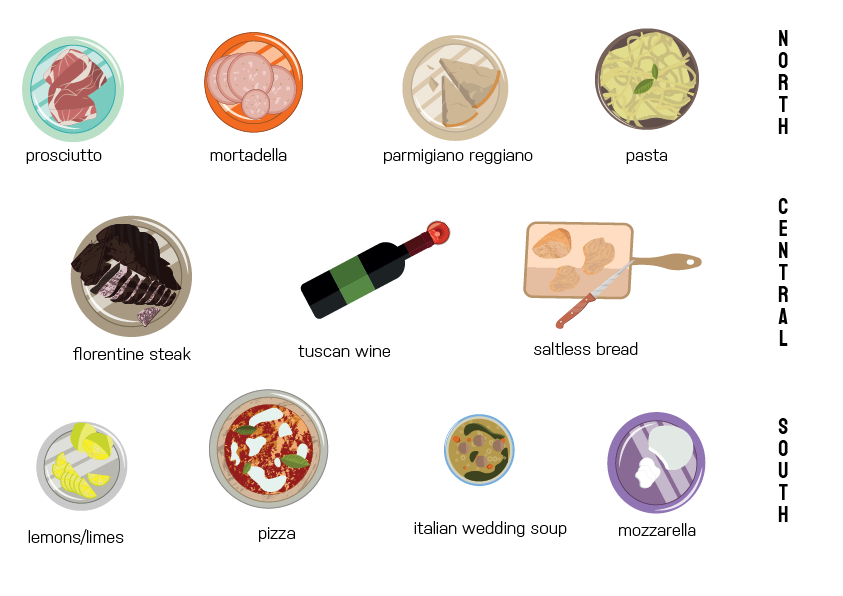 prosciutto
mortadella
parmigiano reggiano
pasta
NORTH
florentine steak
tuscan wine
saltless bread
CENTRAL
lemons/limes
pizza
italian wedding soup
mozzarella
SOUTH